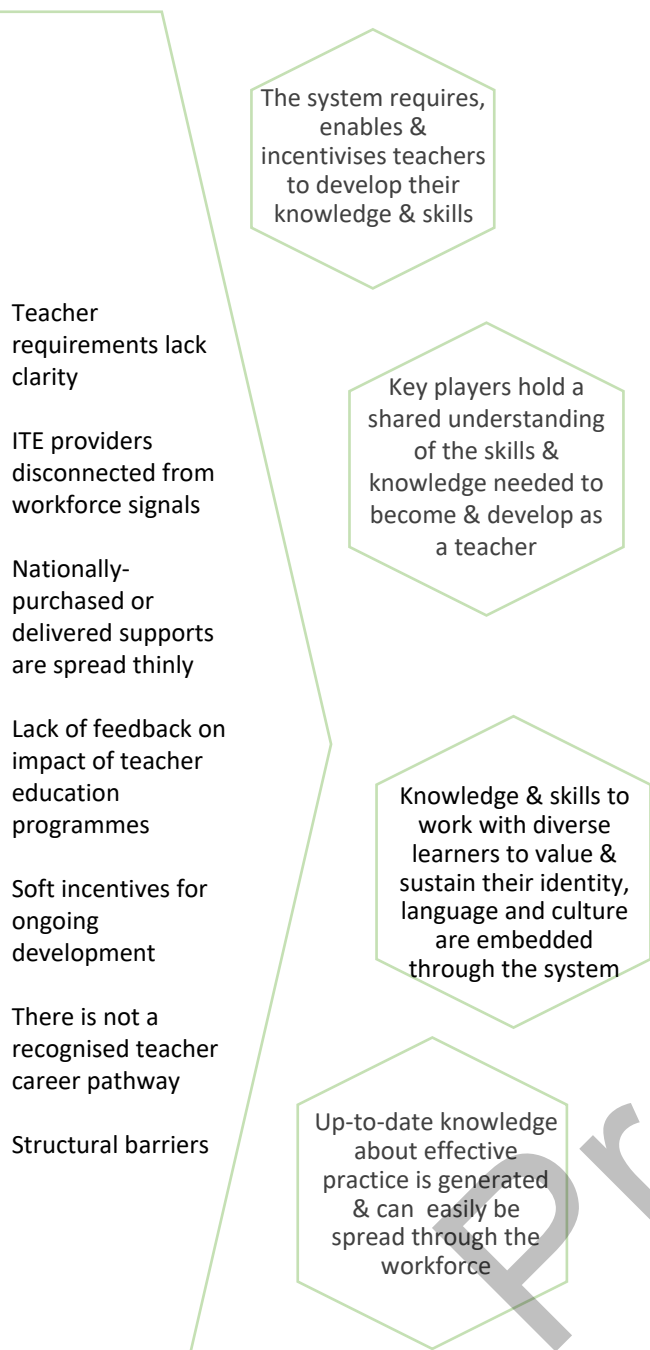 Teacher
requirements lack
clarity
ITE providers
disconnected from
workforce signals
Nationally-
purchased or
delivered supports
are spread thinly
Lack of feedback on
impact of teacher
education
programmes
Soft incentives for
ongoing
development
There is not a
recognised teacher
career pathway
Structural barriers
The system requires,
enables &
incentivises teachers
to develop their
knowledge & skills
Key players hold a
shared understanding
of the skills &
knowledge needed to
become & develop as
a teacher
Knowledge & skills to
work with diverse
learners to value &
sustain their identity,
language and culture
are embedded
through the system
Up-to-date knowledge
about effective
practice is generated
& can easily be
spread through the
workforce
Pr